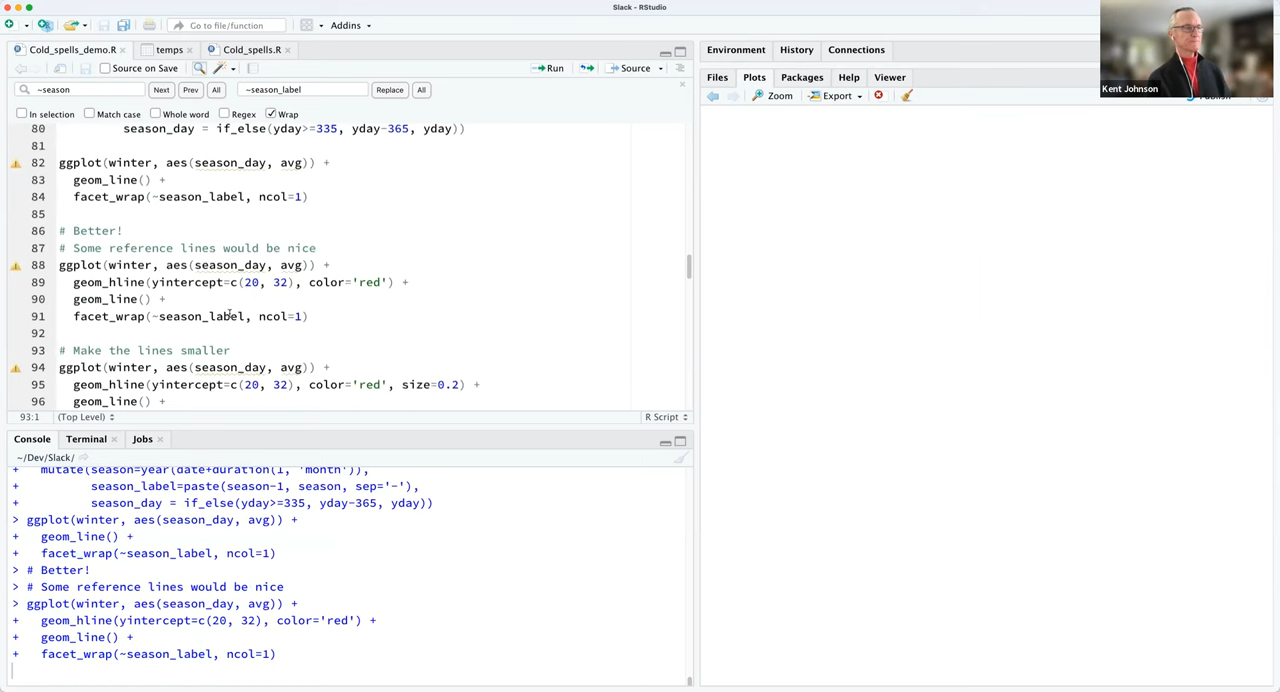 Slack - RStudio
Go to file/function
Addins
Cold_spells_demo.R
temps
Cold_spells.R
Source on Save
Run
Source
~season
Next
Prev
All
~season_label
Replace
All
In selection
Match case
Whole word
Regex
Wrap
80 season_day = if_else(yday>=335, yday-365, yday))
81
82 ggplot(winter, aes(season_day, avg)) +
83 geom_line() +
84 facet_wrap(~season_label, ncol=1)
85
86 # Better!
87 # Some reference lines would be nice
88 ggplot(winter, aes(season_day, avg)) +
89 geom_hline(yintercept=c(20, 32), color='red') +
90 geom_line() +
91 facet_wrap(~season_label, ncol=1)
92
93 # Make the lines smaller
94 ggplot(winter, aes(season_day, avg)) +
95 geom_hline(yintercept=c(20, 32), color='red', size=0.2) +
96 geom_line() +
93:1 (Top Level) R Script
Console Terminal Jobs
~/Dev/Slack/
+ mutate(season=year(date+duration(1, 'month')),
+ season_label=paste(season-1, season, sep='-'),
+ season_day = if_else(yday>=335, yday-365, yday))
> ggplot(winter, aes(season_day, avg)) +
+ geom_line() +
+ facet_wrap(~season_label, ncol=1)
> # Better!
> # Some reference lines would be nice
> ggplot(winter, aes(season_day, avg)) +
+ geom_hline(yintercept=c(20, 32), color='red') +
+ geom_line() +
+ facet_wrap(~season_label, ncol=1)
Environment History Connections
Files Plots Packages Help Viewer
Zoom Export
Kent Johnson